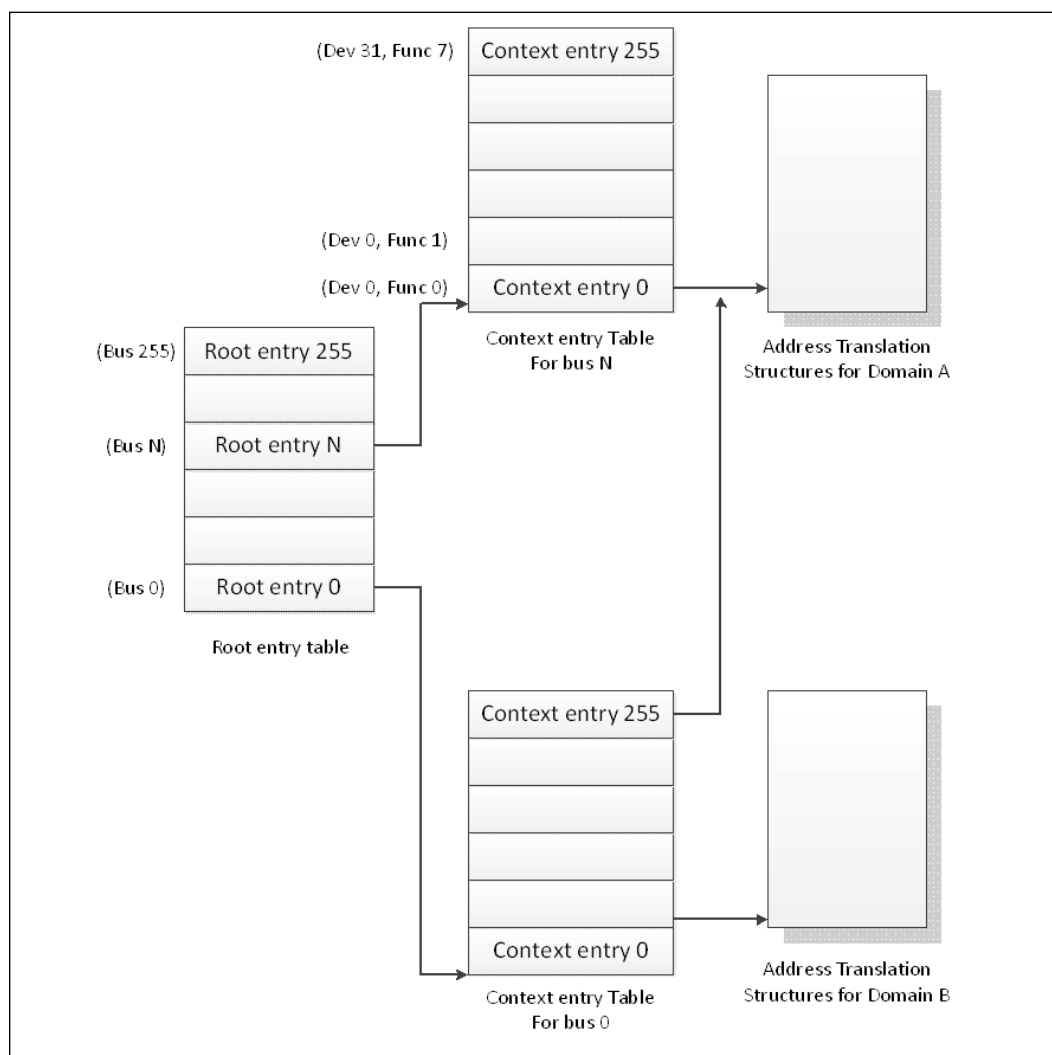 (Dev 31, Func 7)
Context entry 255
(Dev 0, Func 1)
(Dev 0, Func 0)
Context entry 0
Context entry Table
For bus N
Address Translation
Structures for Domain A
(Bus 255)
Root entry 255
(Bus N)
Root entry N
(Bus 0)
Root entry 0
Root entry table
Context entry 255
Context entry 0
Context entry Table
For bus 0
Address Translation
Structures for Domain B